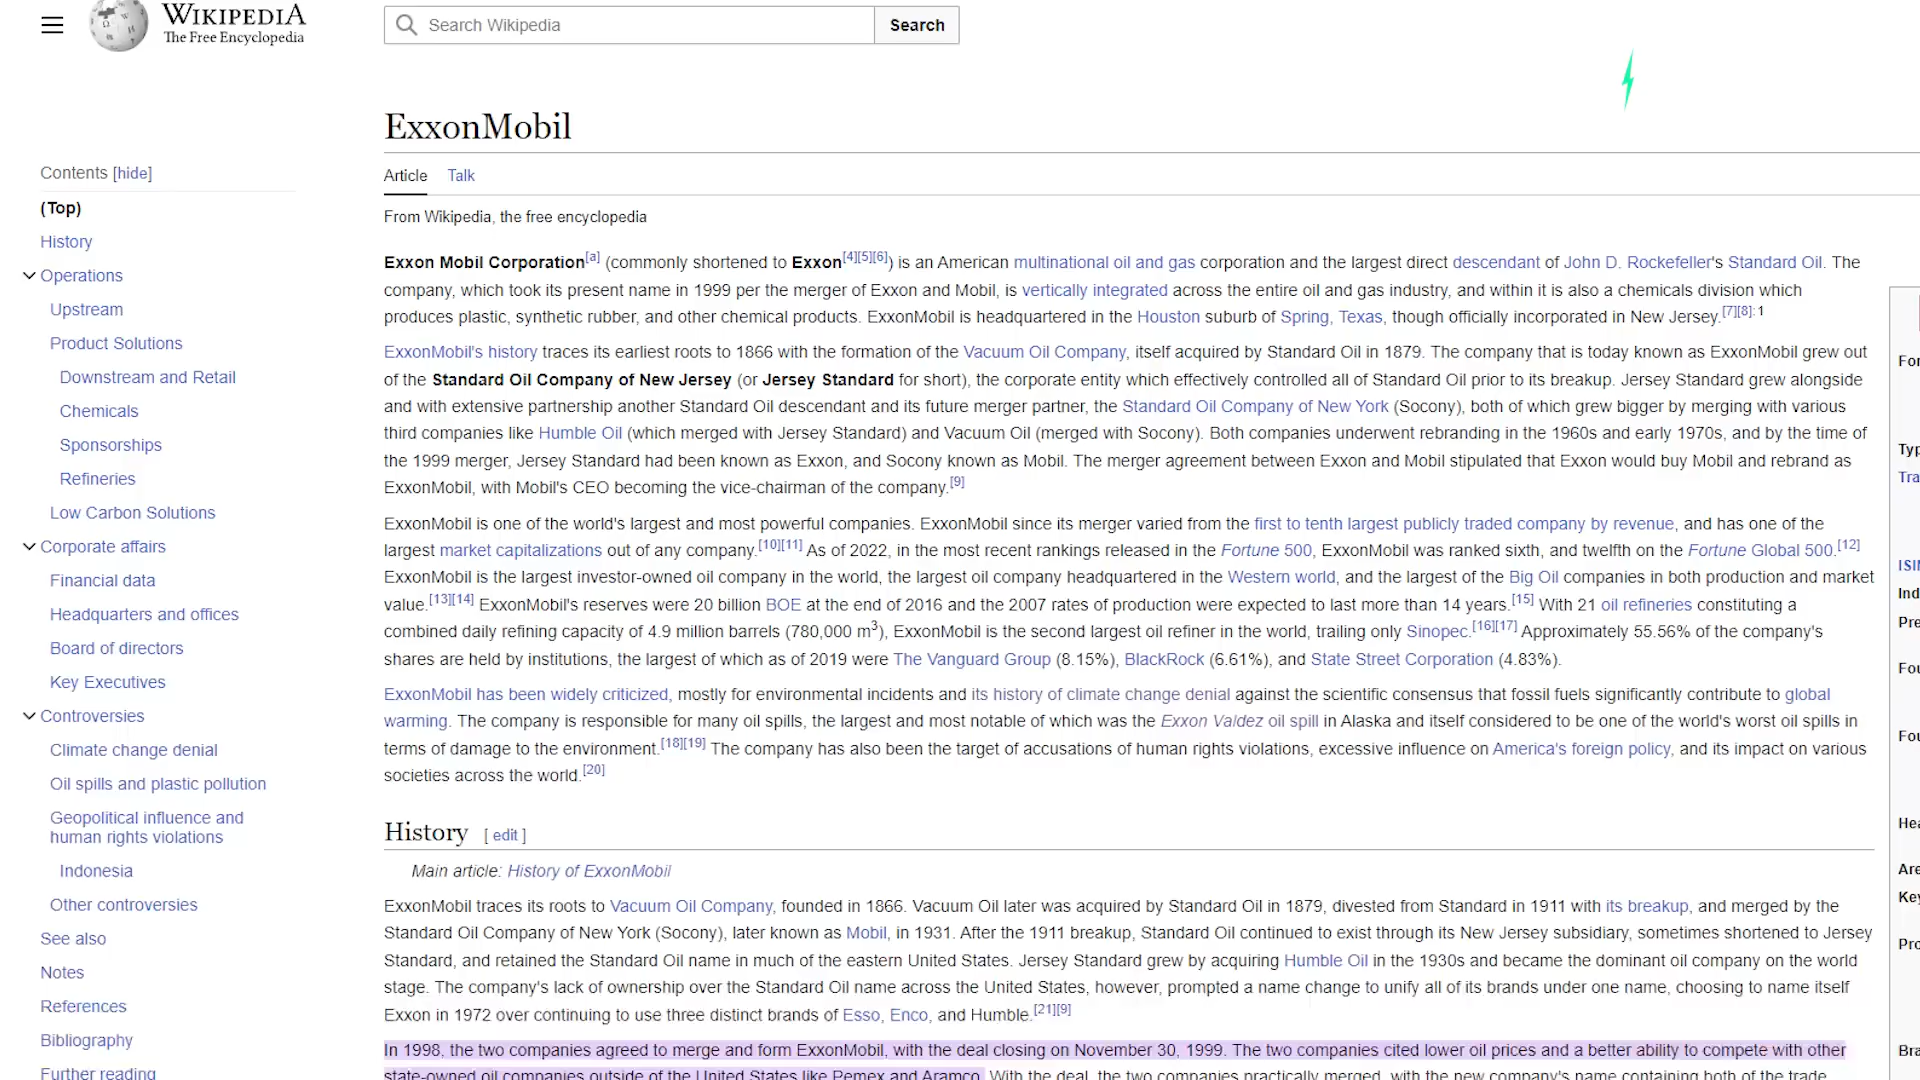 WIKIPEDIA
The Free Encyclopedia
Search Wikipedia
Search
ExxonMobil
Article Talk
From Wikipedia, the free encyclopedia
Contents [hide]
(Top)
History
Operations
Upstream
Product Solutions
Downstream and Retail
Chemicals
Sponsorships
Refineries
Low Carbon Solutions
Corporate affairs
Financial data
Headquarters and offices
Board of directors
Key Executives
Controversies
Climate change denial
Oil spills and plastic pollution
Geopolitical influence and
human rights violations
Indonesia
Other controversies
See also
Notes
References
Bibliography
Further reading
Exxon Mobil Corporation[a] (commonly shortened to Exxon[4][5][6]) is an American multinational oil and gas corporation and the largest direct descendant of John D. Rockefeller's Standard Oil. The
company, which took its present name in 1999 per the merger of Exxon and Mobil, is vertically integrated across the entire oil and gas industry, and within it is also a chemicals division which
produces plastic, synthetic rubber, and other chemical products. ExxonMobil is headquartered in the Houston suburb of Spring, Texas, though officially incorporated in New Jersey.[7][8]: 1
ExxonMobil's history traces its earliest roots to 1866 with the formation of the Vacuum Oil Company, itself acquired by Standard Oil in 1879. The company that is today known as ExxonMobil grew out
of the Standard Oil Company of New Jersey (or Jersey Standard for short), the corporate entity which effectively controlled all of Standard Oil prior to its breakup. Jersey Standard grew alongside
and with extensive partnership another Standard Oil descendant and its future merger partner, the Standard Oil Company of New York (Socony), both of which grew bigger by merging with various
third companies like Humble Oil (which merged with Jersey Standard) and Vacuum Oil (merged with Socony). Both companies underwent rebranding in the 1960s and early 1970s, and by the time of
the 1999 merger, Jersey Standard had been known as Exxon, and Socony known as Mobil. The merger agreement between Exxon and Mobil stipulated that Exxon would buy Mobil and rebrand as
ExxonMobil, with Mobil's CEO becoming the vice-chairman of the company.[9]
ExxonMobil is one of the world's largest and most powerful companies. ExxonMobil since its merger varied from the first to tenth largest publicly traded company by revenue, and has one of the
largest market capitalizations out of any company.[10][11] As of 2022, in the most recent rankings released in the Fortune 500, ExxonMobil was ranked sixth, and twelfth on the Fortune Global 500.[12]
ExxonMobil is the largest investor-owned oil company in the world, the largest oil company headquartered in the Western world, and the largest of the Big Oil companies in both production and market
value.[13][14] ExxonMobil's reserves were 20 billion BOE at the end of 2016 and the 2007 rates of production were expected to last more than 14 years.[15] With 21 oil refineries constituting a
combined daily refining capacity of 4.9 million barrels (780,000 m3), ExxonMobil is the second largest oil refiner in the world, trailing only Sinopec.[16][17] Approximately 55.56% of the company's
shares are held by institutions, the largest of which as of 2019 were The Vanguard Group (8.15%), BlackRock (6.61%), and State Street Corporation (4.83%).
ExxonMobil has been widely criticized, mostly for environmental incidents and its history of climate change denial against the scientific consensus that fossil fuels significantly contribute to global
warming. The company is responsible for many oil spills, the largest and most notable of which was the Exxon Valdez oil spill in Alaska and itself considered to be one of the world's worst oil spills in
terms of damage to the environment.[18][19] The company has also been the target of accusations of human rights violations, excessive influence on America's foreign policy, and its impact on various
societies across the world.[20]
History [ edit ]
Main article: History of ExxonMobil
ExxonMobil traces its roots to Vacuum Oil Company, founded in 1866. Vacuum Oil later was acquired by Standard Oil in 1879, divested from Standard in 1911 with its breakup, and merged by the
Standard Oil Company of New York (Socony), later known as Mobil, in 1931. After the 1911 breakup, Standard Oil continued to exist through its New Jersey subsidiary, sometimes shortened to Jersey
Standard, and retained the Standard Oil name in much of the eastern United States. Jersey Standard grew by acquiring Humble Oil in the 1930s and became the dominant oil company on the world
stage. The company's lack of ownership over the Standard Oil name across the United States, however, prompted a name change to unify all of its brands under one name, choosing to name itself
Exxon in 1972 over continuing to use three distinct brands of Esso, Enco, and Humble.[21][9]
In 1998, the two companies agreed to merge and form ExxonMobil, with the deal closing on November 30, 1999. The two companies cited lower oil prices and a better ability to compete with other
state-owned oil companies outside of the United States like Pemex and Aramco. With the deal, the two companies practically merged, with the new company's name containing both of the trade
For
Typ
Tra
ISI
Ind
Pre
Fou
Fou
Hea
Are
Key
Pro
Bra